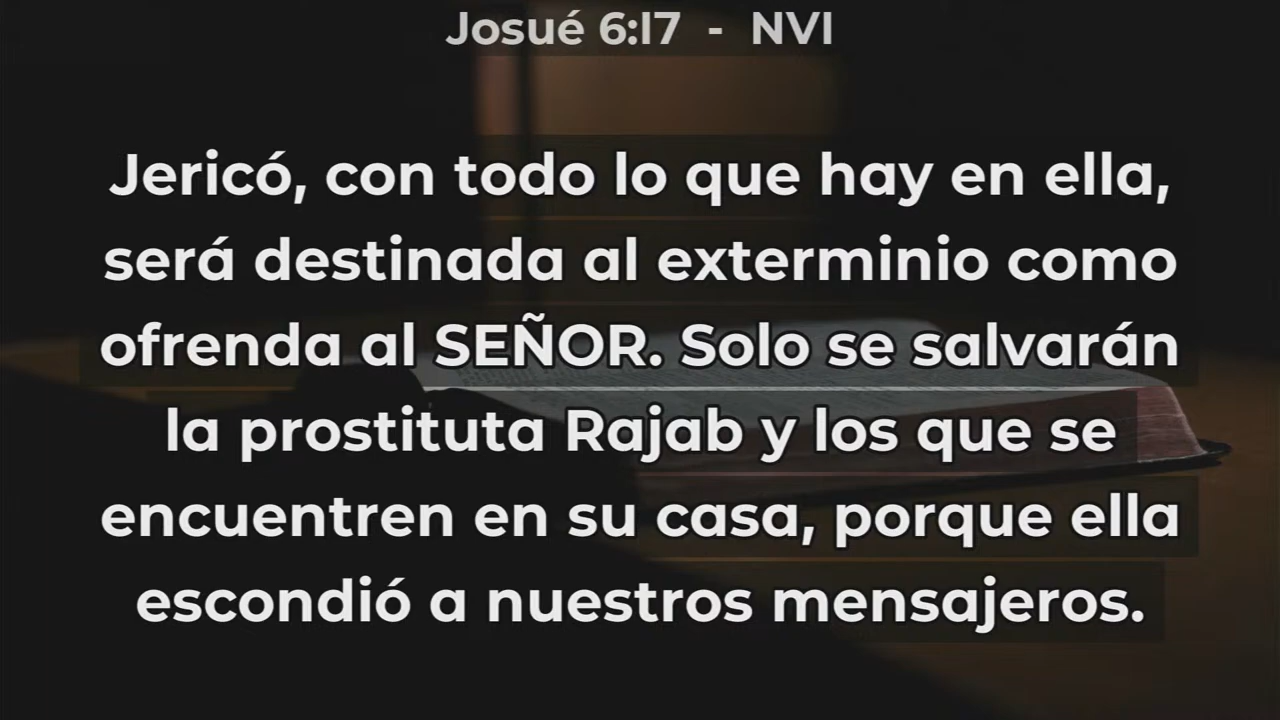 Josué 6:17 - NVI
Jericó, con todo lo que hay en ella,
será destinada al exterminio como
ofrenda al SEÑOR. Solo se salvarán
la prostituta Rajab y los que se
encuentren en su casa, porque ella
escondió a nuestros mensajeros.